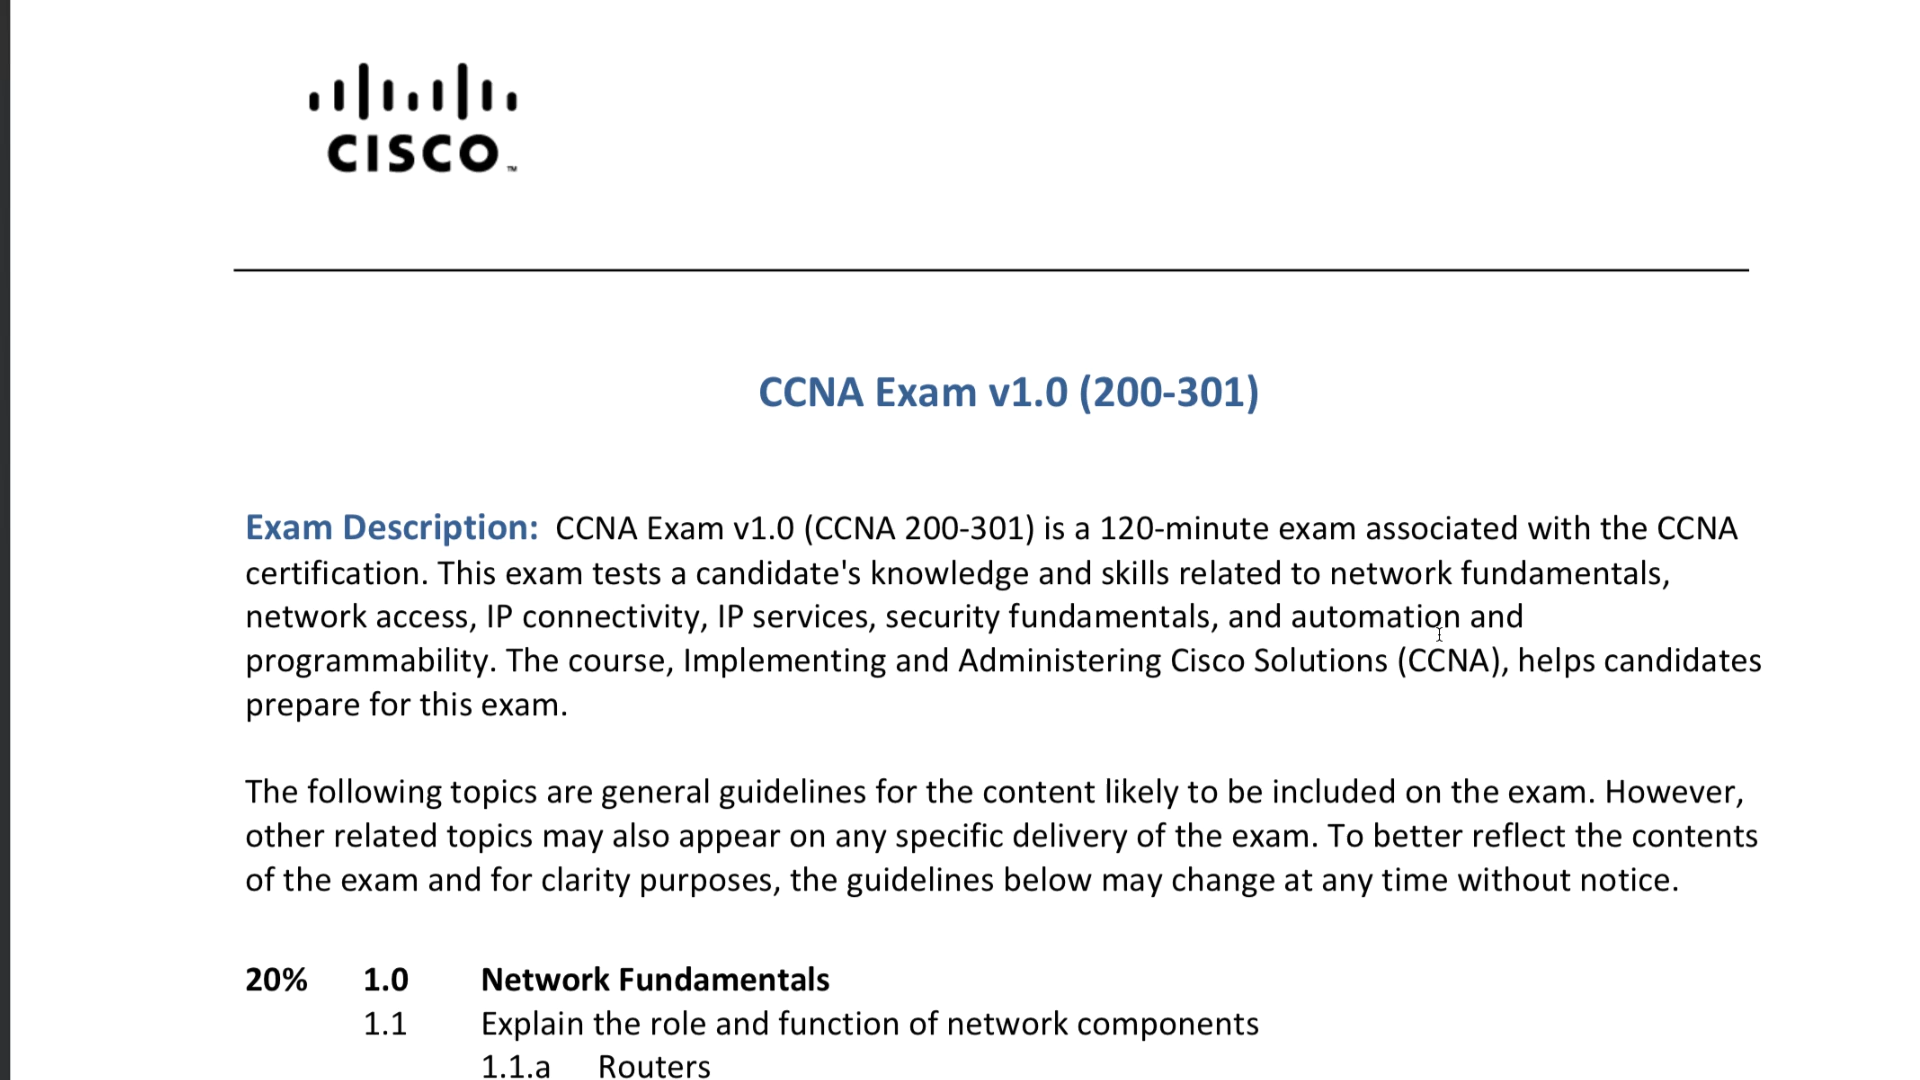 CISCO™
CCNA Exam v1.0 (200-301)
Exam Description: CCNA Exam v1.0 (CCNA 200-301) is a 120-minute exam associated with the CCNA
certification. This exam tests a candidate's knowledge and skills related to network fundamentals,
network access, IP connectivity, IP services, security fundamentals, and automation and
programmability. The course, Implementing and Administering Cisco Solutions (CCNA), helps candidates
prepare for this exam.
The following topics are general guidelines for the content likely to be included on the exam. However,
other related topics may also appear on any specific delivery of the exam. To better reflect the contents
of the exam and for clarity purposes, the guidelines below may change at any time without notice.
20% 1.0 Network Fundamentals
1.1 Explain the role and function of network components
1.1.a Routers